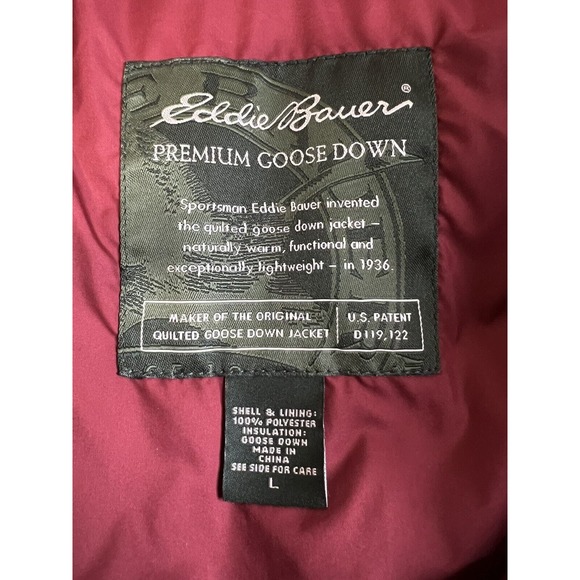 Eddie Bauer®
PREMIUM GOOSE DOWN
Sportsman Eddie Bauer invented
the quilted goose down jacket –
naturally warm, functional and
exceptionally lightweight – in 1936.
MAKER OF THE ORIGINAL
QUILTED GOOSE DOWN JACKET
U.S. PATENT
D119,122
SHELL & LINING:
100% POLYESTER
INSULATION:
GOOSE DOWN
MADE IN
CHINA
SEE SIDE FOR CARE
L